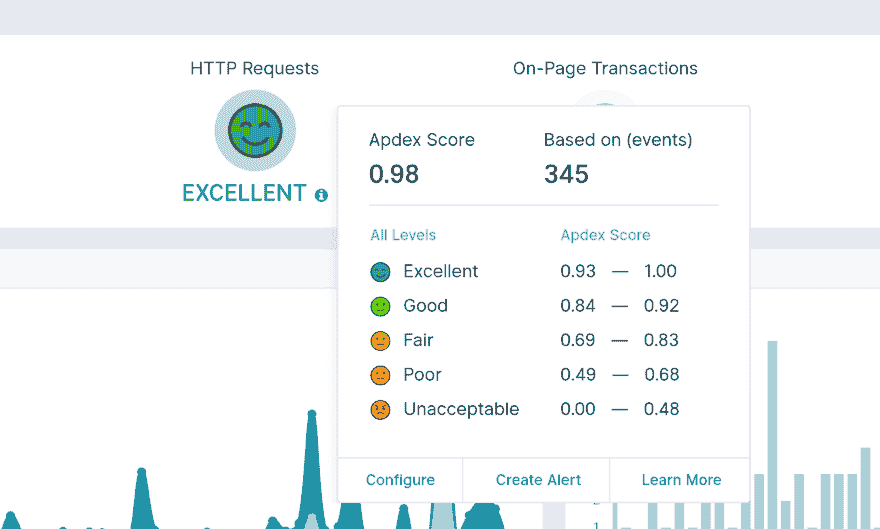 HTTP Requests
On-Page Transactions
EXCELLENT
Apdex Score Based on (events)
0.98 345
All Levels Apdex Score
Excellent 0.93 — 1.00
Good 0.84 — 0.92
Fair 0.69 — 0.83
Poor 0.49 — 0.68
Unacceptable 0.00 — 0.48
Configure Create Alert Learn More
1